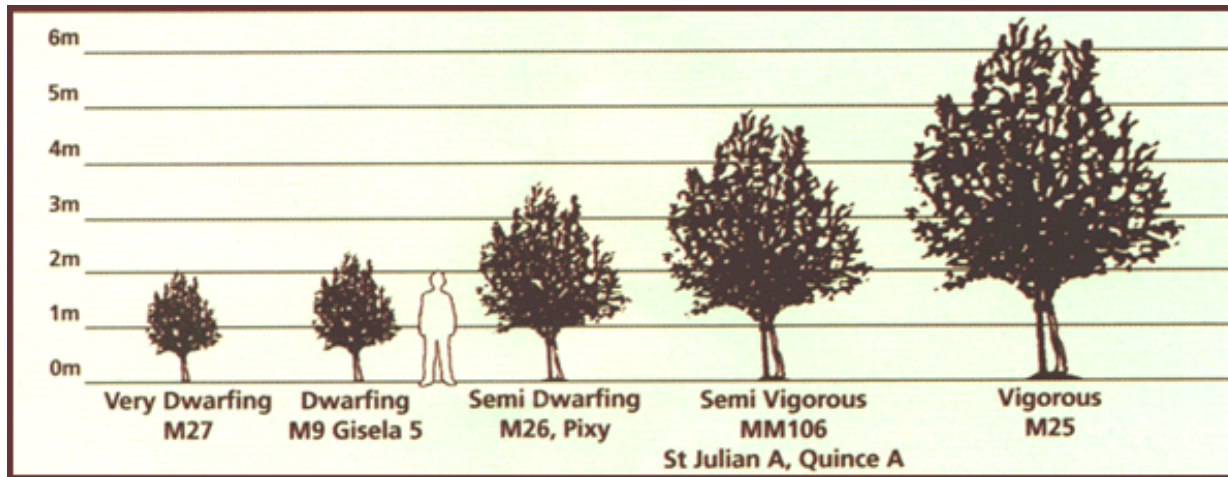 6m
5m
4m
3m
2m
1m
0m
Very Dwarfing
M27
Dwarfing
M9 Gisela 5
Semi Dwarfing
M26, Pixy
Semi Vigorous
MM106
St Julian A, Quince A
Vigorous
M25